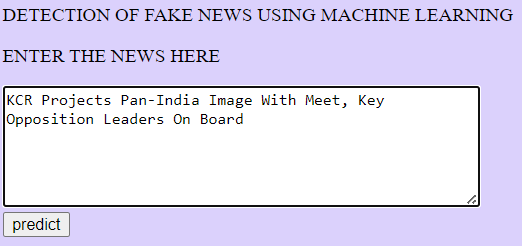 DETECTION OF FAKE NEWS USING MACHINE LEARNING
ENTER THE NEWS HERE
KCR Projects Pan-India Image With Meet, Key
Opposition Leaders On Board
predict